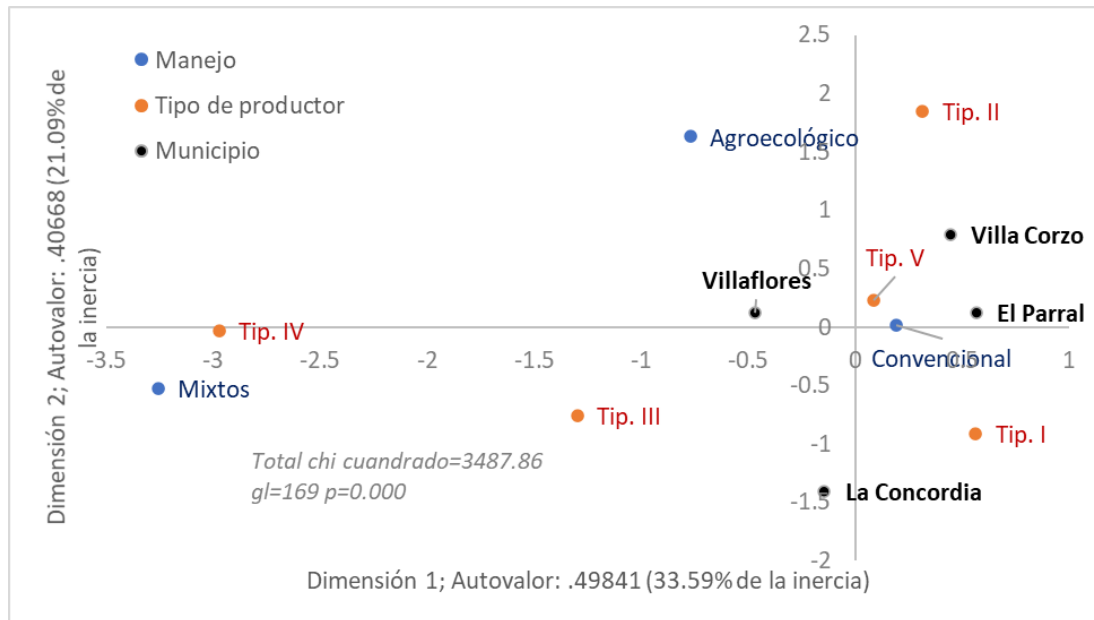 Manejo
Tipo de productor
Municipio
Dimensión 2; Autovalor: .40668 (21.09% de
la inercia)
2.5
2
Tip. II
Agroecológico
1.5
1
Villa Corzo
Tip. V
0.5
Villaflores
El Parral
0
Tip. IV
-3.5
-3
-2.5
-2
-1.5
-1
-0.5
0
0.5
1
Convencional
-0.5
Mixtos
Tip. III
Tip. I
-1
Total chi cuandrado=3487.86
gl=169 p=0.000
La Concordia
-1.5
-2
Dimensión 1; Autovalor: .49841 (33.59% de la inercia)